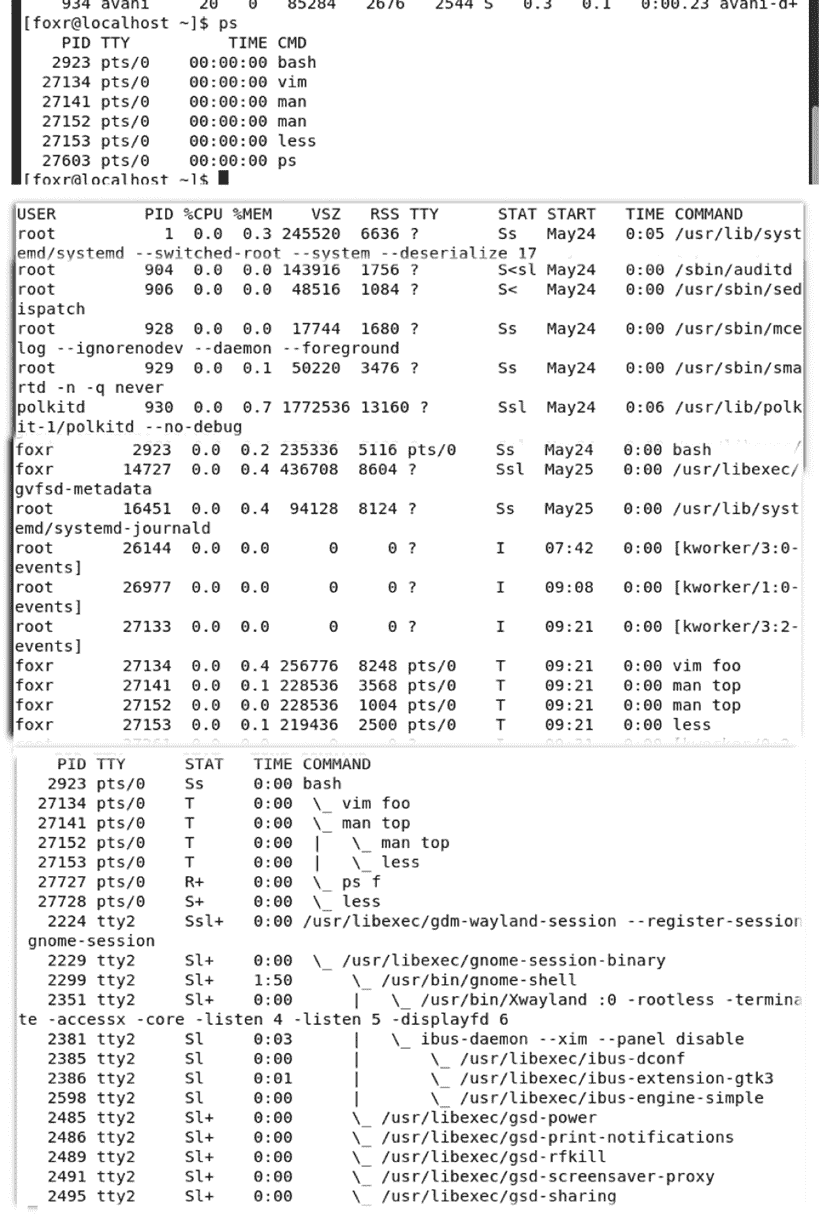 934 avahi     20   0   85284   2676   2544 S   0.3   0.1   0:00.23 avahi-d+
[foxr@localhost ~]$ ps
    PID TTY          TIME CMD
   2923 pts/0    00:00:00 bash
  27134 pts/0    00:00:00 vim
  27141 pts/0    00:00:00 man
  27152 pts/0    00:00:00 man
  27153 pts/0    00:00:00 less
  27603 pts/0    00:00:00 ps
[foxr@localhost ~]$
USER         PID %CPU %MEM    VSZ   RSS TTY      STAT START   TIME COMMAND
root           1  0.0  0.3 245520  6636 ?        Ss   May24   0:05 /usr/lib/syst
emd/systemd --switched-root --system --deserialize 17
root         904  0.0  0.0 143916  1756 ?        S<sl May24   0:00 /sbin/auditd
root         906  0.0  0.0  48516  1084 ?        S<   May24   0:00 /usr/sbin/sed
ispatch
root         928  0.0  0.0  17744  1680 ?        Ss   May24   0:00 /usr/sbin/mce
log --ignorenodev --daemon --foreground
root         929  0.0  0.1  50220  3476 ?        Ss   May24   0:00 /usr/sbin/sma
rtd -n -q never
polkitd      930  0.0  0.7 1772536 13160 ?       Ssl  May24   0:06 /usr/lib/polk
it-1/polkitd --no-debug
foxr        2923  0.0  0.2 235336  5116 pts/0    Ss   May24   0:00 bash
foxr       14727  0.0  0.4 436708  8604 ?        Ssl  May25   0:00 /usr/libexec/
gvfsd-metadata
root       16451  0.0  0.4  94128  8124 ?        Ss   May25   0:00 /usr/lib/syst
emd/systemd-journald
root       26144  0.0  0.0      0     0 ?        I    07:42   0:00 [kworker/3:0-
events]
root       26977  0.0  0.0      0     0 ?        I    09:08   0:00 [kworker/1:0-
events]
root       27133  0.0  0.0      0     0 ?        I    09:21   0:00 [kworker/3:2-
events]
foxr       27134  0.0  0.4 256776  8248 pts/0    T    09:21   0:00 vim foo
foxr       27141  0.0  0.1 228536  3568 pts/0    T    09:21   0:00 man top
foxr       27152  0.0  0.0 228536  1004 pts/0    T    09:21   0:00 man top
foxr       27153  0.0  0.1 219436  2500 pts/0    T    09:21   0:00 less
    PID TTY      STAT   TIME COMMAND
   2923 pts/0    Ss     0:00 bash
  27134 pts/0    T      0:00  \_ vim foo
  27141 pts/0    T      0:00  \_ man top
  27152 pts/0    T      0:00  |   \_ man top
  27153 pts/0    T      0:00  |   \_ less
  27727 pts/0    R+     0:00  \_ ps f
  27728 pts/0    S+     0:00  \_ less
   2224 tty2     Ssl+   0:00 /usr/libexec/gdm-wayland-session --register-session
 gnome-session
   2229 tty2     Sl+    0:00  \_ /usr/libexec/gnome-session-binary
   2299 tty2     Sl+    1:50      \_ /usr/bin/gnome-shell
   2351 tty2     Sl+    0:00      |   \_ /usr/bin/Xwayland :0 -rootless -termina
te -accessx -core -listen 4 -listen 5 -displayfd 6
   2381 tty2     Sl     0:03      |   \_ ibus-daemon --xim --panel disable
   2385 tty2     Sl     0:00      |       \_ /usr/libexec/ibus-dconf
   2386 tty2     Sl     0:01      |       \_ /usr/libexec/ibus-extension-gtk3
   2598 tty2     Sl     0:00      |       \_ /usr/libexec/ibus-engine-simple
   2485 tty2     Sl+    0:00      \_ /usr/libexec/gsd-power
   2486 tty2     Sl+    0:00      \_ /usr/libexec/gsd-print-notifications
   2489 tty2     Sl+    0:00      \_ /usr/libexec/gsd-rfkill
   2491 tty2     Sl+    0:00      \_ /usr/libexec/gsd-screensaver-proxy
   2495 tty2     Sl+    0:00      \_ /usr/libexec/gsd-sharing